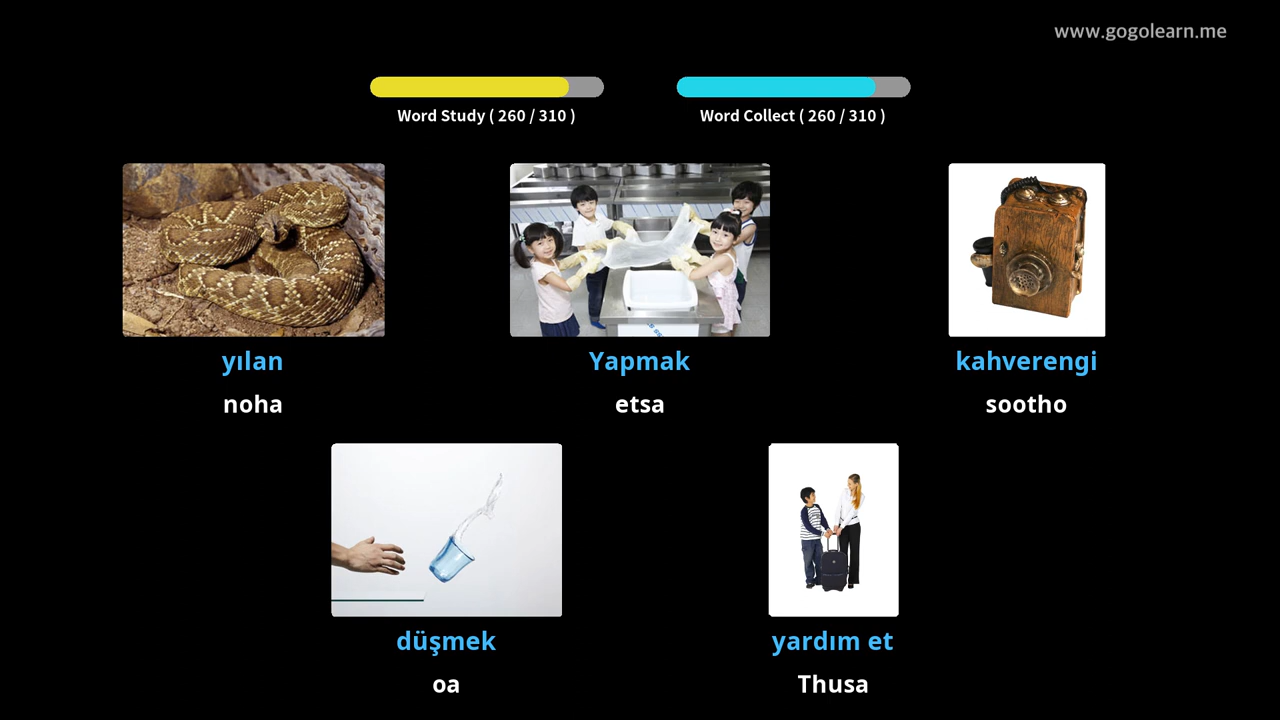 www.gogolearn.me
Word Study ( 260 / 310 )
Word Collect ( 260 / 310 )
yılan
noha
Yapmak
etsa
kahverengi
sootho
düşmek
oa
yardım et
Thusa